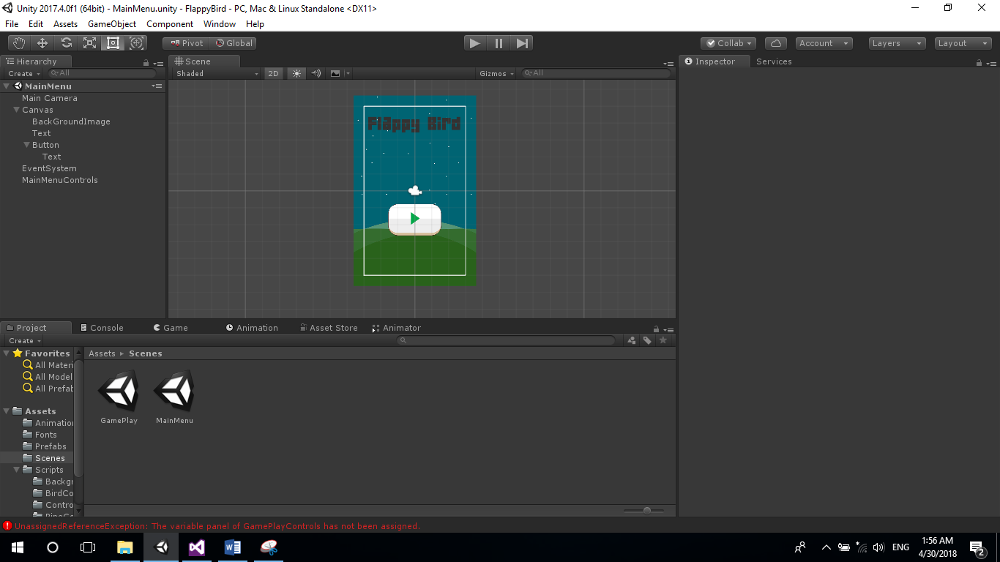 Unity 2017.4.0f1 (64bit) - MainMenu.unity - FlappyBird - PC, Mac & Linux Standalone <DX11>
File Edit Assets GameObject Component Window Help
Pivot Global Collab Account Layers Layout
Hierarchy
Create All
MainMenu
Main Camera
Canvas
BackGroundImage
Text
Button
Text
EventSystem
MainMenuControls
Scene
Shaded 2D Gizmos All
Flappy Bird
Inspector Services
Project Console Game Animation Asset Store Animator
Create
Favorites
All Materi
All Model
All Prefab
Assets
Animation
Fonts
Prefabs
Scenes
Scripts
Backgr
BirdCo
Contro
Assets Scenes
GamePlay MainMenu
UnassignedReferenceException: The variable panel of GamePlayControls has not been assigned.
ENG
1:56 AM
4/30/2018
2